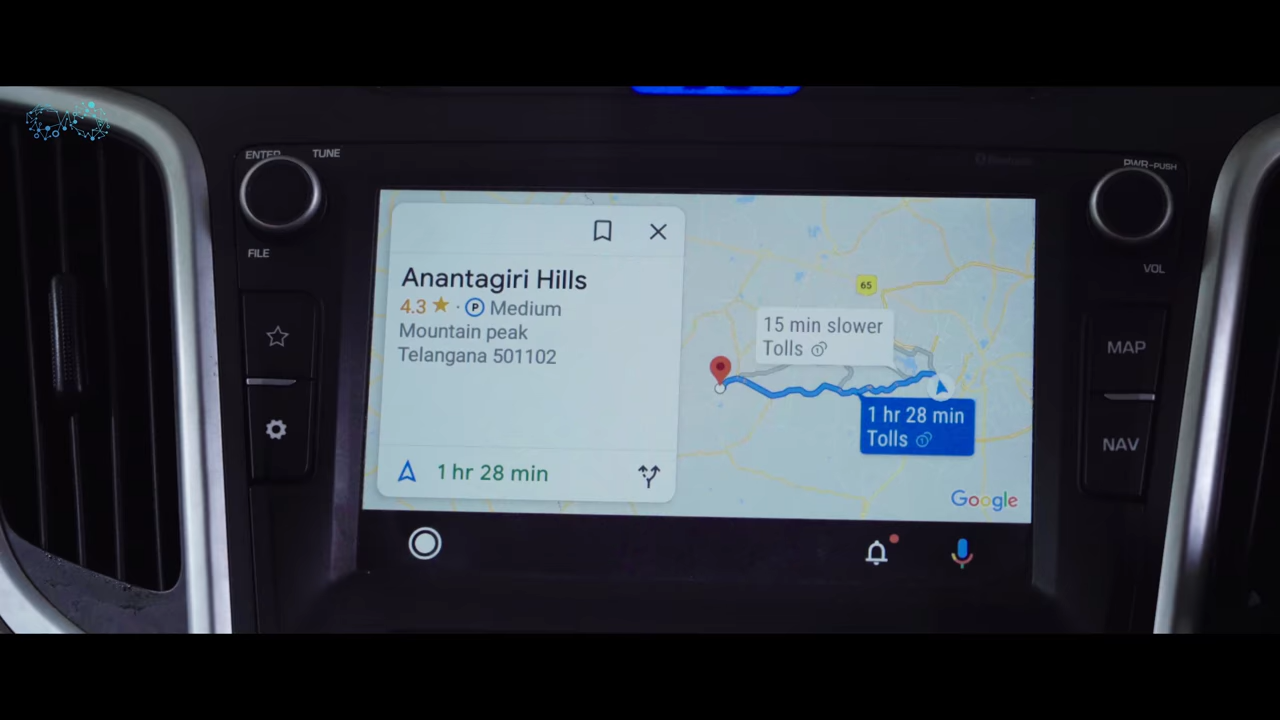 ENTER
TUNE
PWR-PUSH
FILE
VOL
Anantagiri Hills
4.3 ★ · P Medium
Mountain peak
Telangana 501102
1 hr 28 min
65
15 min slower
Tolls
1 hr 28 min
Tolls
Google
MAP
NAV